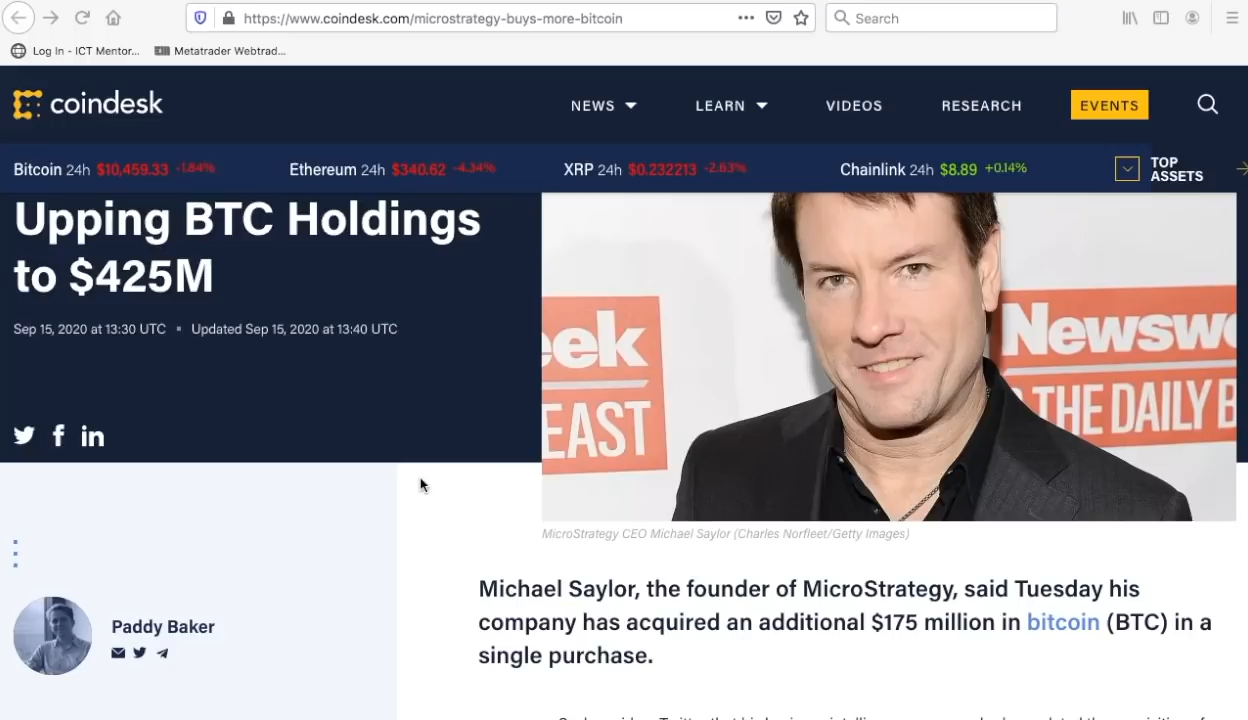 https://www.coindesk.com/microstrategy-buys-more-bitcoin
Search
Log In - ICT Mentor...
Metatrader Webtrad...
coindesk
NEWS
LEARN
VIDEOS
RESEARCH
EVENTS
Bitcoin 24h $10,459.33 -1.84%
Ethereum 24h $340.62 -4.34%
XRP 24h $0.232213 -2.63%
Chainlink 24h $8.89 +0.14%
TOP
ASSETS
Upping BTC Holdings
to $425M
Sep 15, 2020 at 13:30 UTC • Updated Sep 15, 2020 at 13:40 UTC
eek
EAST
Newswe
THE DAILY B
MicroStrategy CEO Michael Saylor (Charles Norfleet/Getty Images)
Paddy Baker
Michael Saylor, the founder of MicroStrategy, said Tuesday his
company has acquired an additional $175 million in bitcoin (BTC) in a
single purchase.